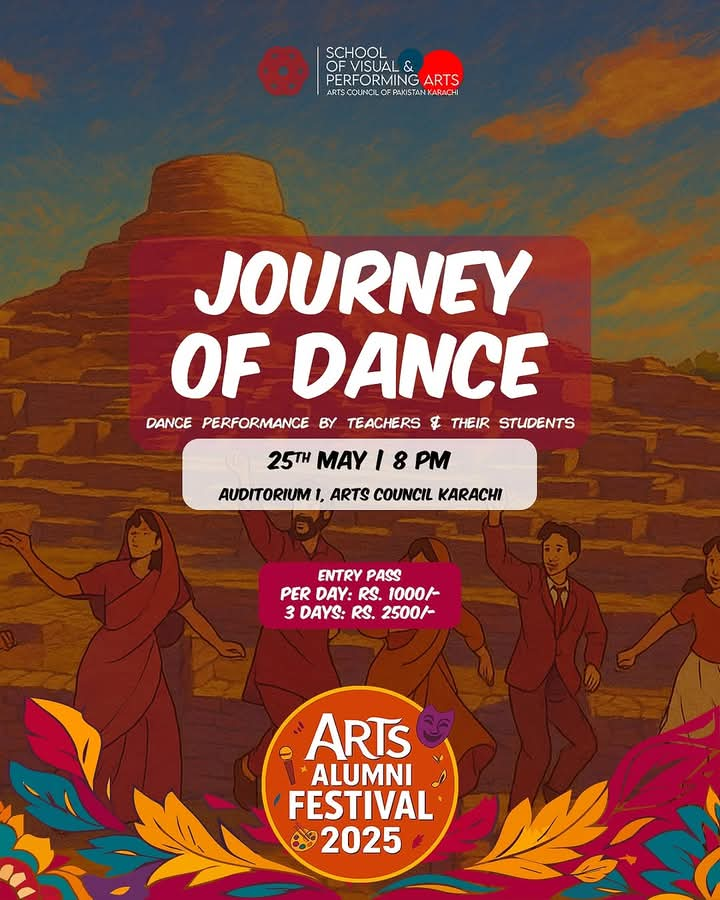 SCHOOL
OF VISUAL &
PERFORMING ARTS
ARTS COUNCIL OF PAKISTAN KARACHI
JOURNEY
OF DANCE
DANCE PERFORMANCE BY TEACHERS & THEIR STUDENTS
25TH MAY | 8 PM
AUDITORIUM 1, ARTS COUNCIL KARACHI
ENTRY PASS
PER DAY: RS. 1000/-
3 DAYS: RS. 2500/-
ARTS
ALUMNI
FESTIVAL
2025